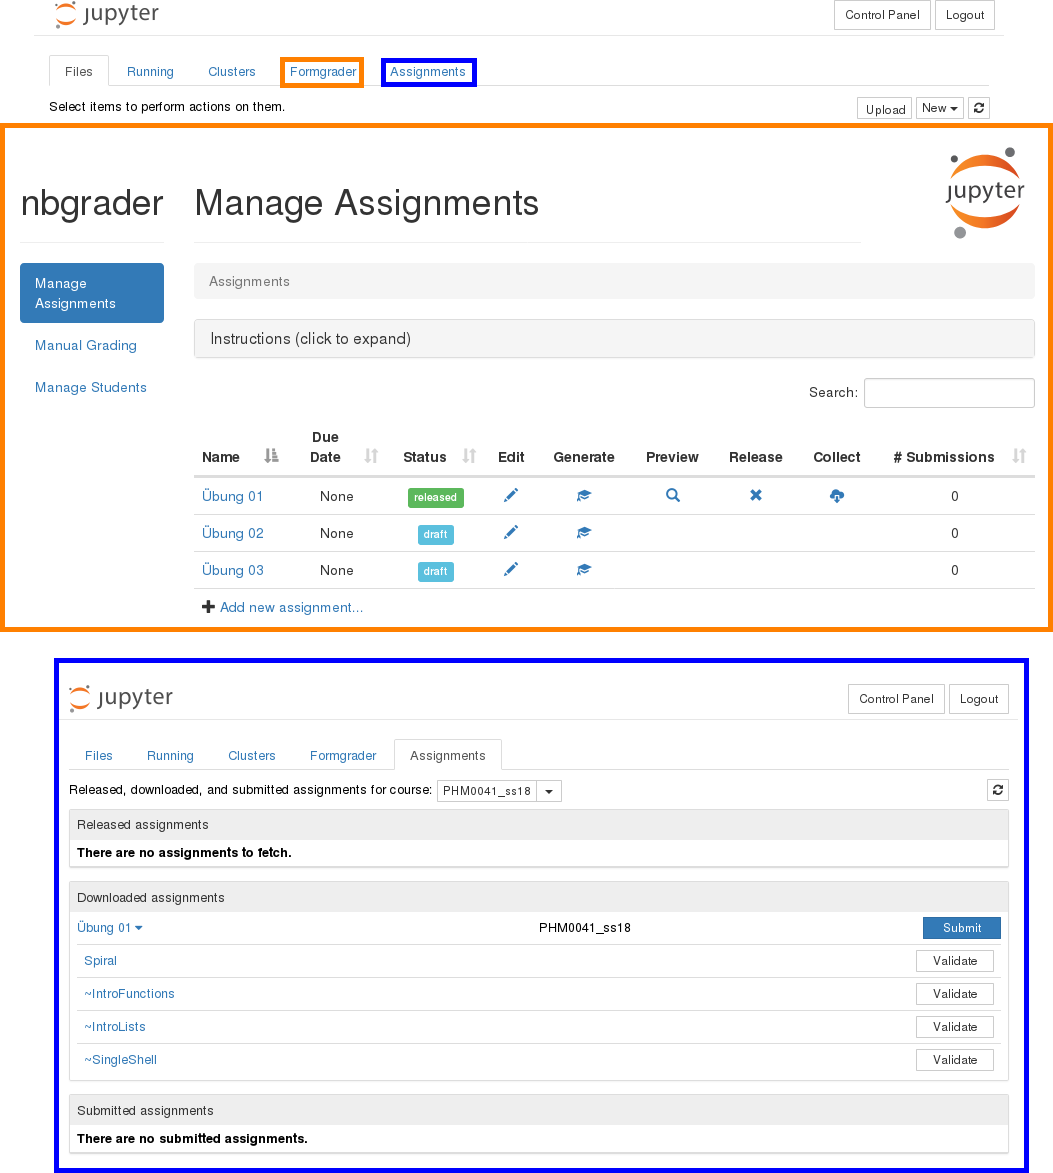 jupyter Control Panel Logout
Files Running Clusters Formgrader Assignments
Select items to perform actions on them. Upload New
nbgrader Manage Assignments jupyter
Manage
Assignments
Manual Grading
Manage Students
Assignments
Instructions (click to expand)
Search:
Name Due Date Status Edit Generate Preview Release Collect # Submissions
Übung 01 None released 0
Übung 02 None draft 0
Übung 03 None draft 0
Add new assignment...
jupyter Control Panel Logout
Files Running Clusters Formgrader Assignments
Released, downloaded, and submitted assignments for course: PHM0041_ss18
Released assignments
There are no assignments to fetch.
Downloaded assignments
Übung 01 PHM0041_ss18 Submit
Spiral Validate
~IntroFunctions Validate
~IntroLists Validate
~SingleShell Validate
Submitted assignments
There are no submitted assignments.